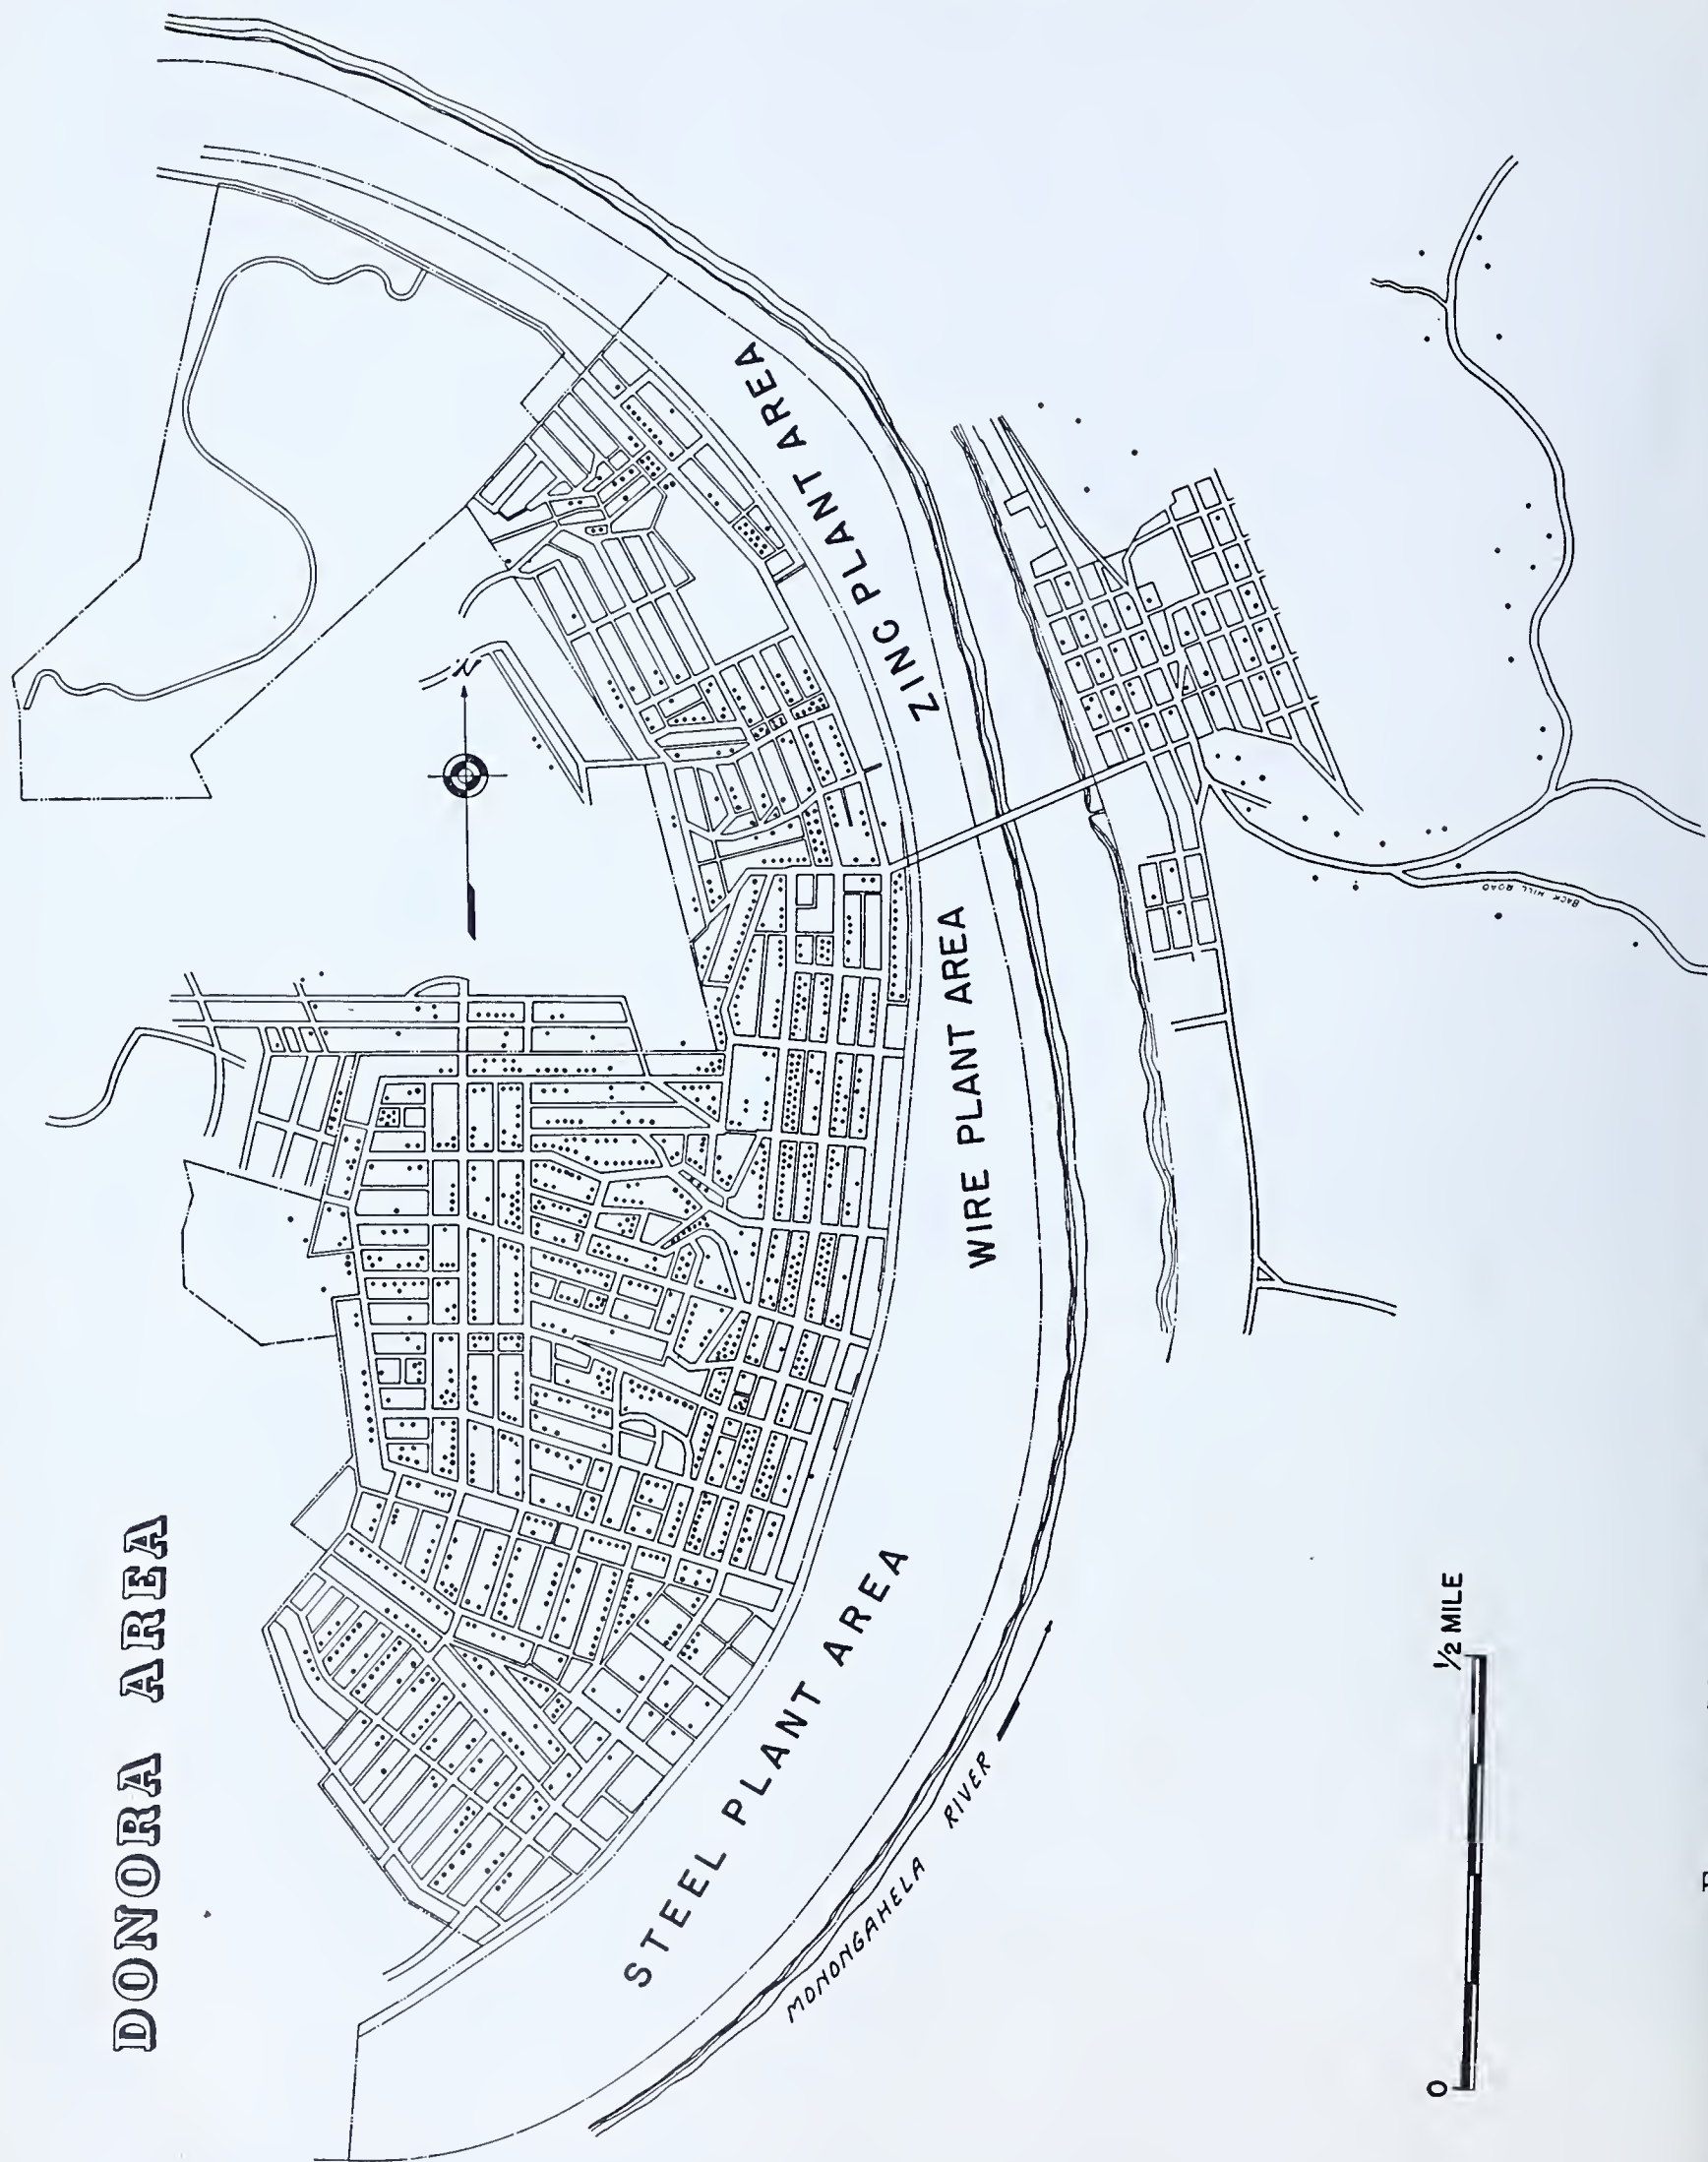 DONORA AREA
N
ZINC PLANT AREA
WIRE PLANT AREA
STEEL PLANT AREA
MONONGAHELA RIVER
BACK HILL ROAD
0 ½ MILE